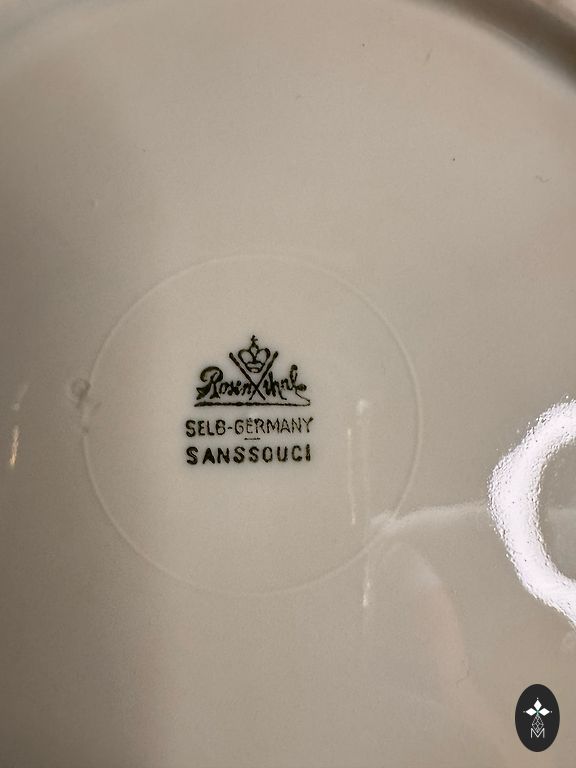 Rosenthal
SELB-GERMANY
SANSSOUCI
M